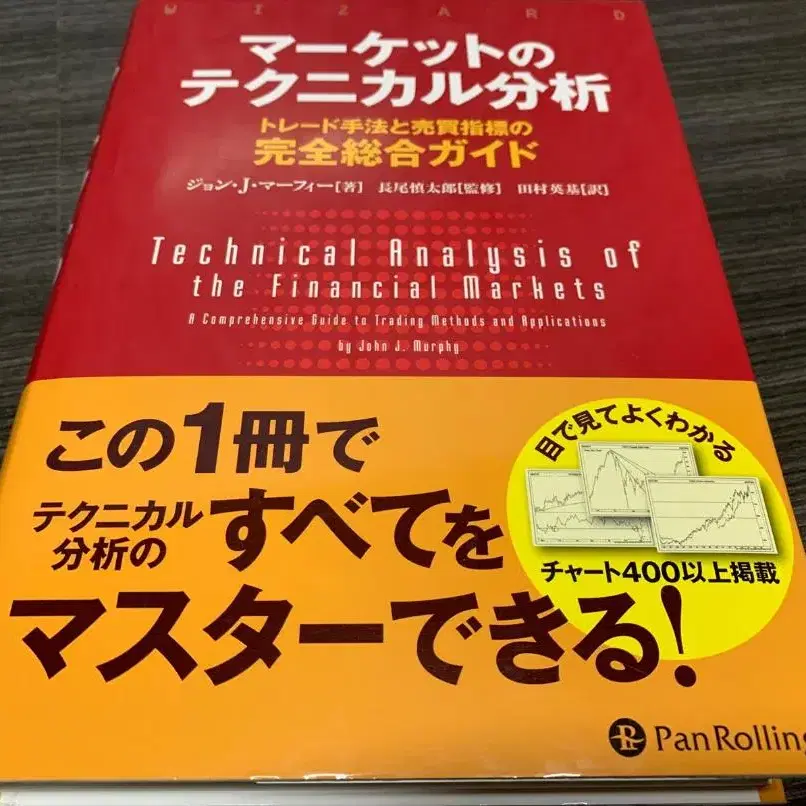 WIZARD
マーケットの
テクニカル分析
トレード手法と売買指標の
完全総合ガイド
ジョン・J・マーフィー[著] 長尾慎太郎[監修] 田村英基[訳]
Technical Analysis of
the Financial Markets
A Comprehensive Guide to Trading Methods and Applications
by John J. Murphy
この1冊で
テクニカル
分析の
すべてを
マスターできる!
目で見てよくわかる
チャート400以上掲載
PanRolling